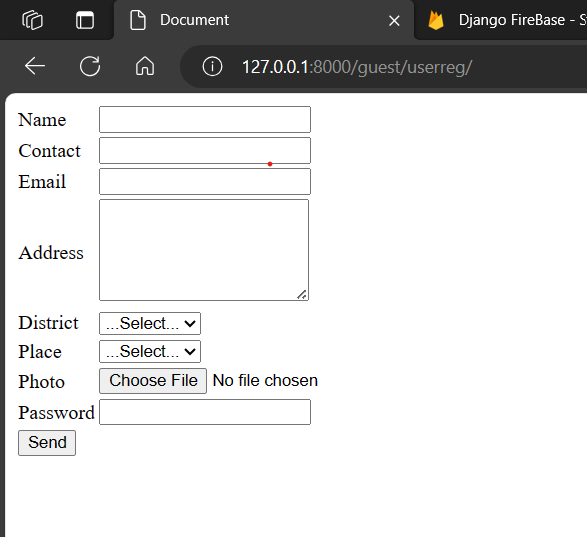 Document
Django FireBase - S
127.0.0.1:8000/guest/userreg/
Name
Contact
Email
Address
District ...Select...
Place ...Select...
Photo Choose File No file chosen
Password
Send